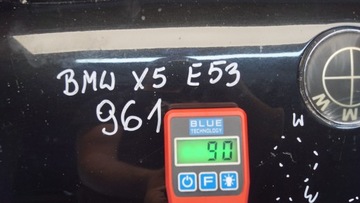 BMW X5 E53
961
BLUE
TECHNOLOGY
90
F